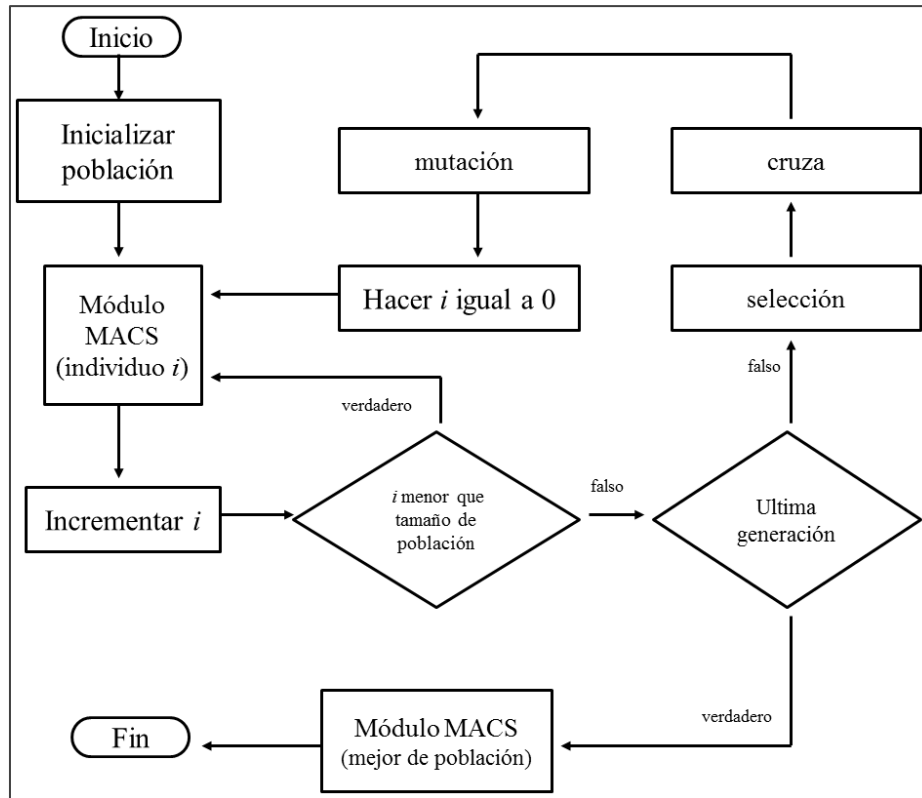 Inicio
Inicializar
población
Módulo
MACS
(individuo i)
Incrementar i
i menor que
tamaño de
población
verdadero
falso
Ultima
generación
falso
selección
cruza
mutación
Hacer i igual a 0
verdadero
Módulo MACS
(mejor de población)
Fin